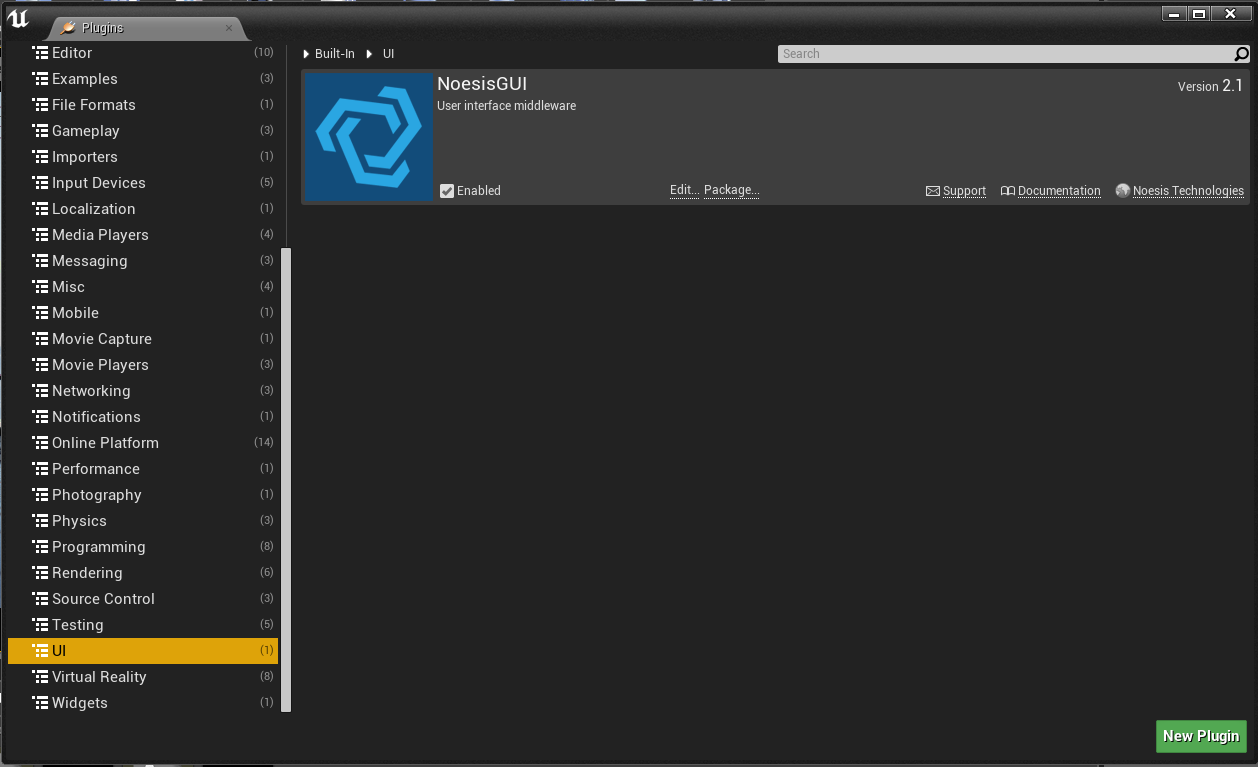 Plugins
Editor (10)
Examples (3)
File Formats (1)
Gameplay (3)
Importers (1)
Input Devices (5)
Localization (1)
Media Players (4)
Messaging (3)
Misc (4)
Mobile (1)
Movie Capture (1)
Movie Players (3)
Networking (3)
Notifications (1)
Online Platform (14)
Performance (1)
Photography (1)
Physics (3)
Programming (8)
Rendering (6)
Source Control (3)
Testing (5)
UI (1)
Virtual Reality (8)
Widgets (1)
Built-In UI
Search
NoesisGUI
Version 2.1
User interface middleware
Enabled Edit... Package... Support Documentation Noesis Technologies
New Plugin